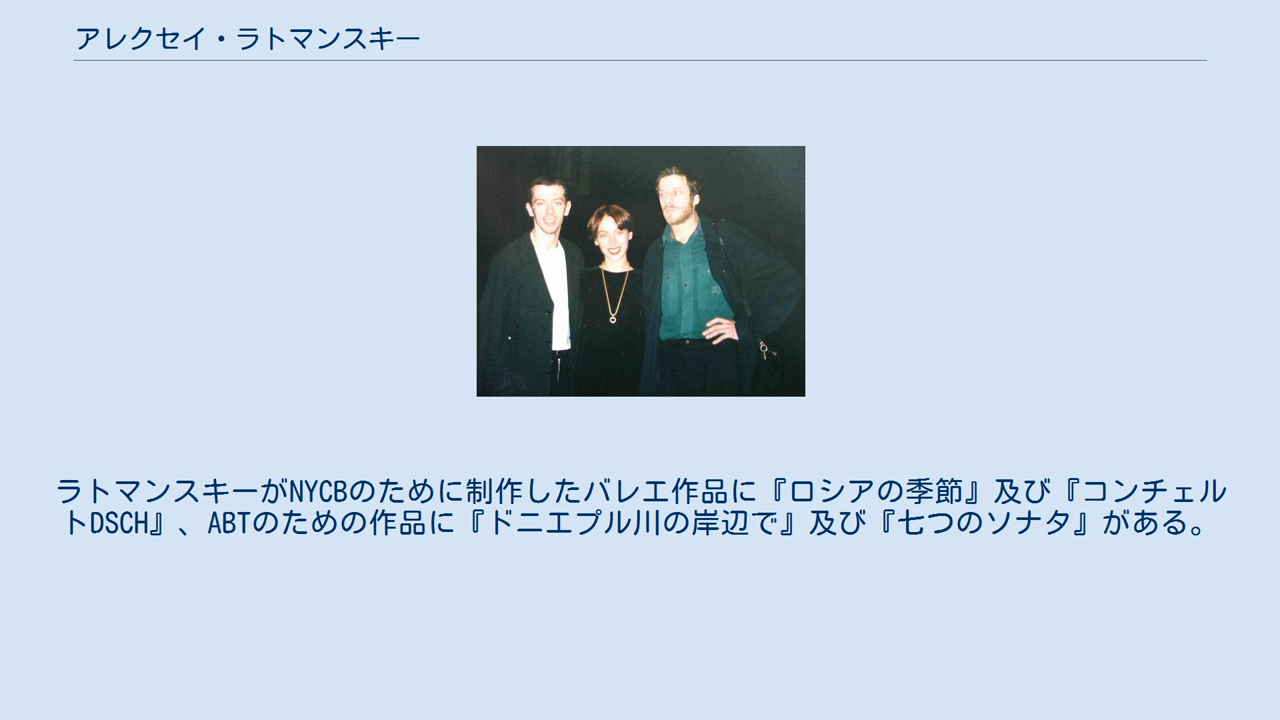 アレクセイ・ラトマンスキー
ラトマンスキーがNYCBのために制作したバレエ作品に『ロシアの季節』及び『コンチェル
トDSCH』、ABTのための作品に『ドニエプル川の岸辺で』及び『七つのソナタ』がある。